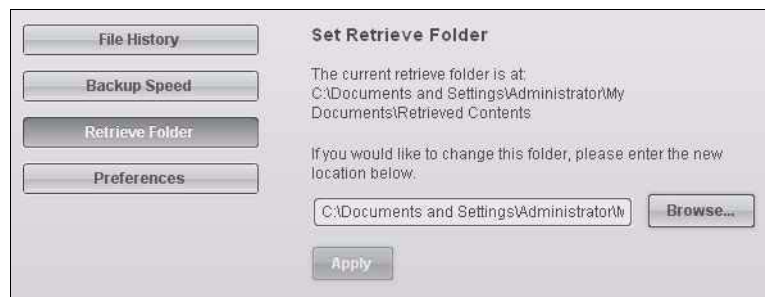 File History
Backup Speed
Retrieve Folder
Preferences
Set Retrieve Folder
The current retrieve folder is at:
C:\Documents and Settings\Administrator\My
Documents\Retrieved Contents
If you would like to change this folder, please enter the new
location below.
C:\Documents and Settings\Administrator\M
Browse...
Apply